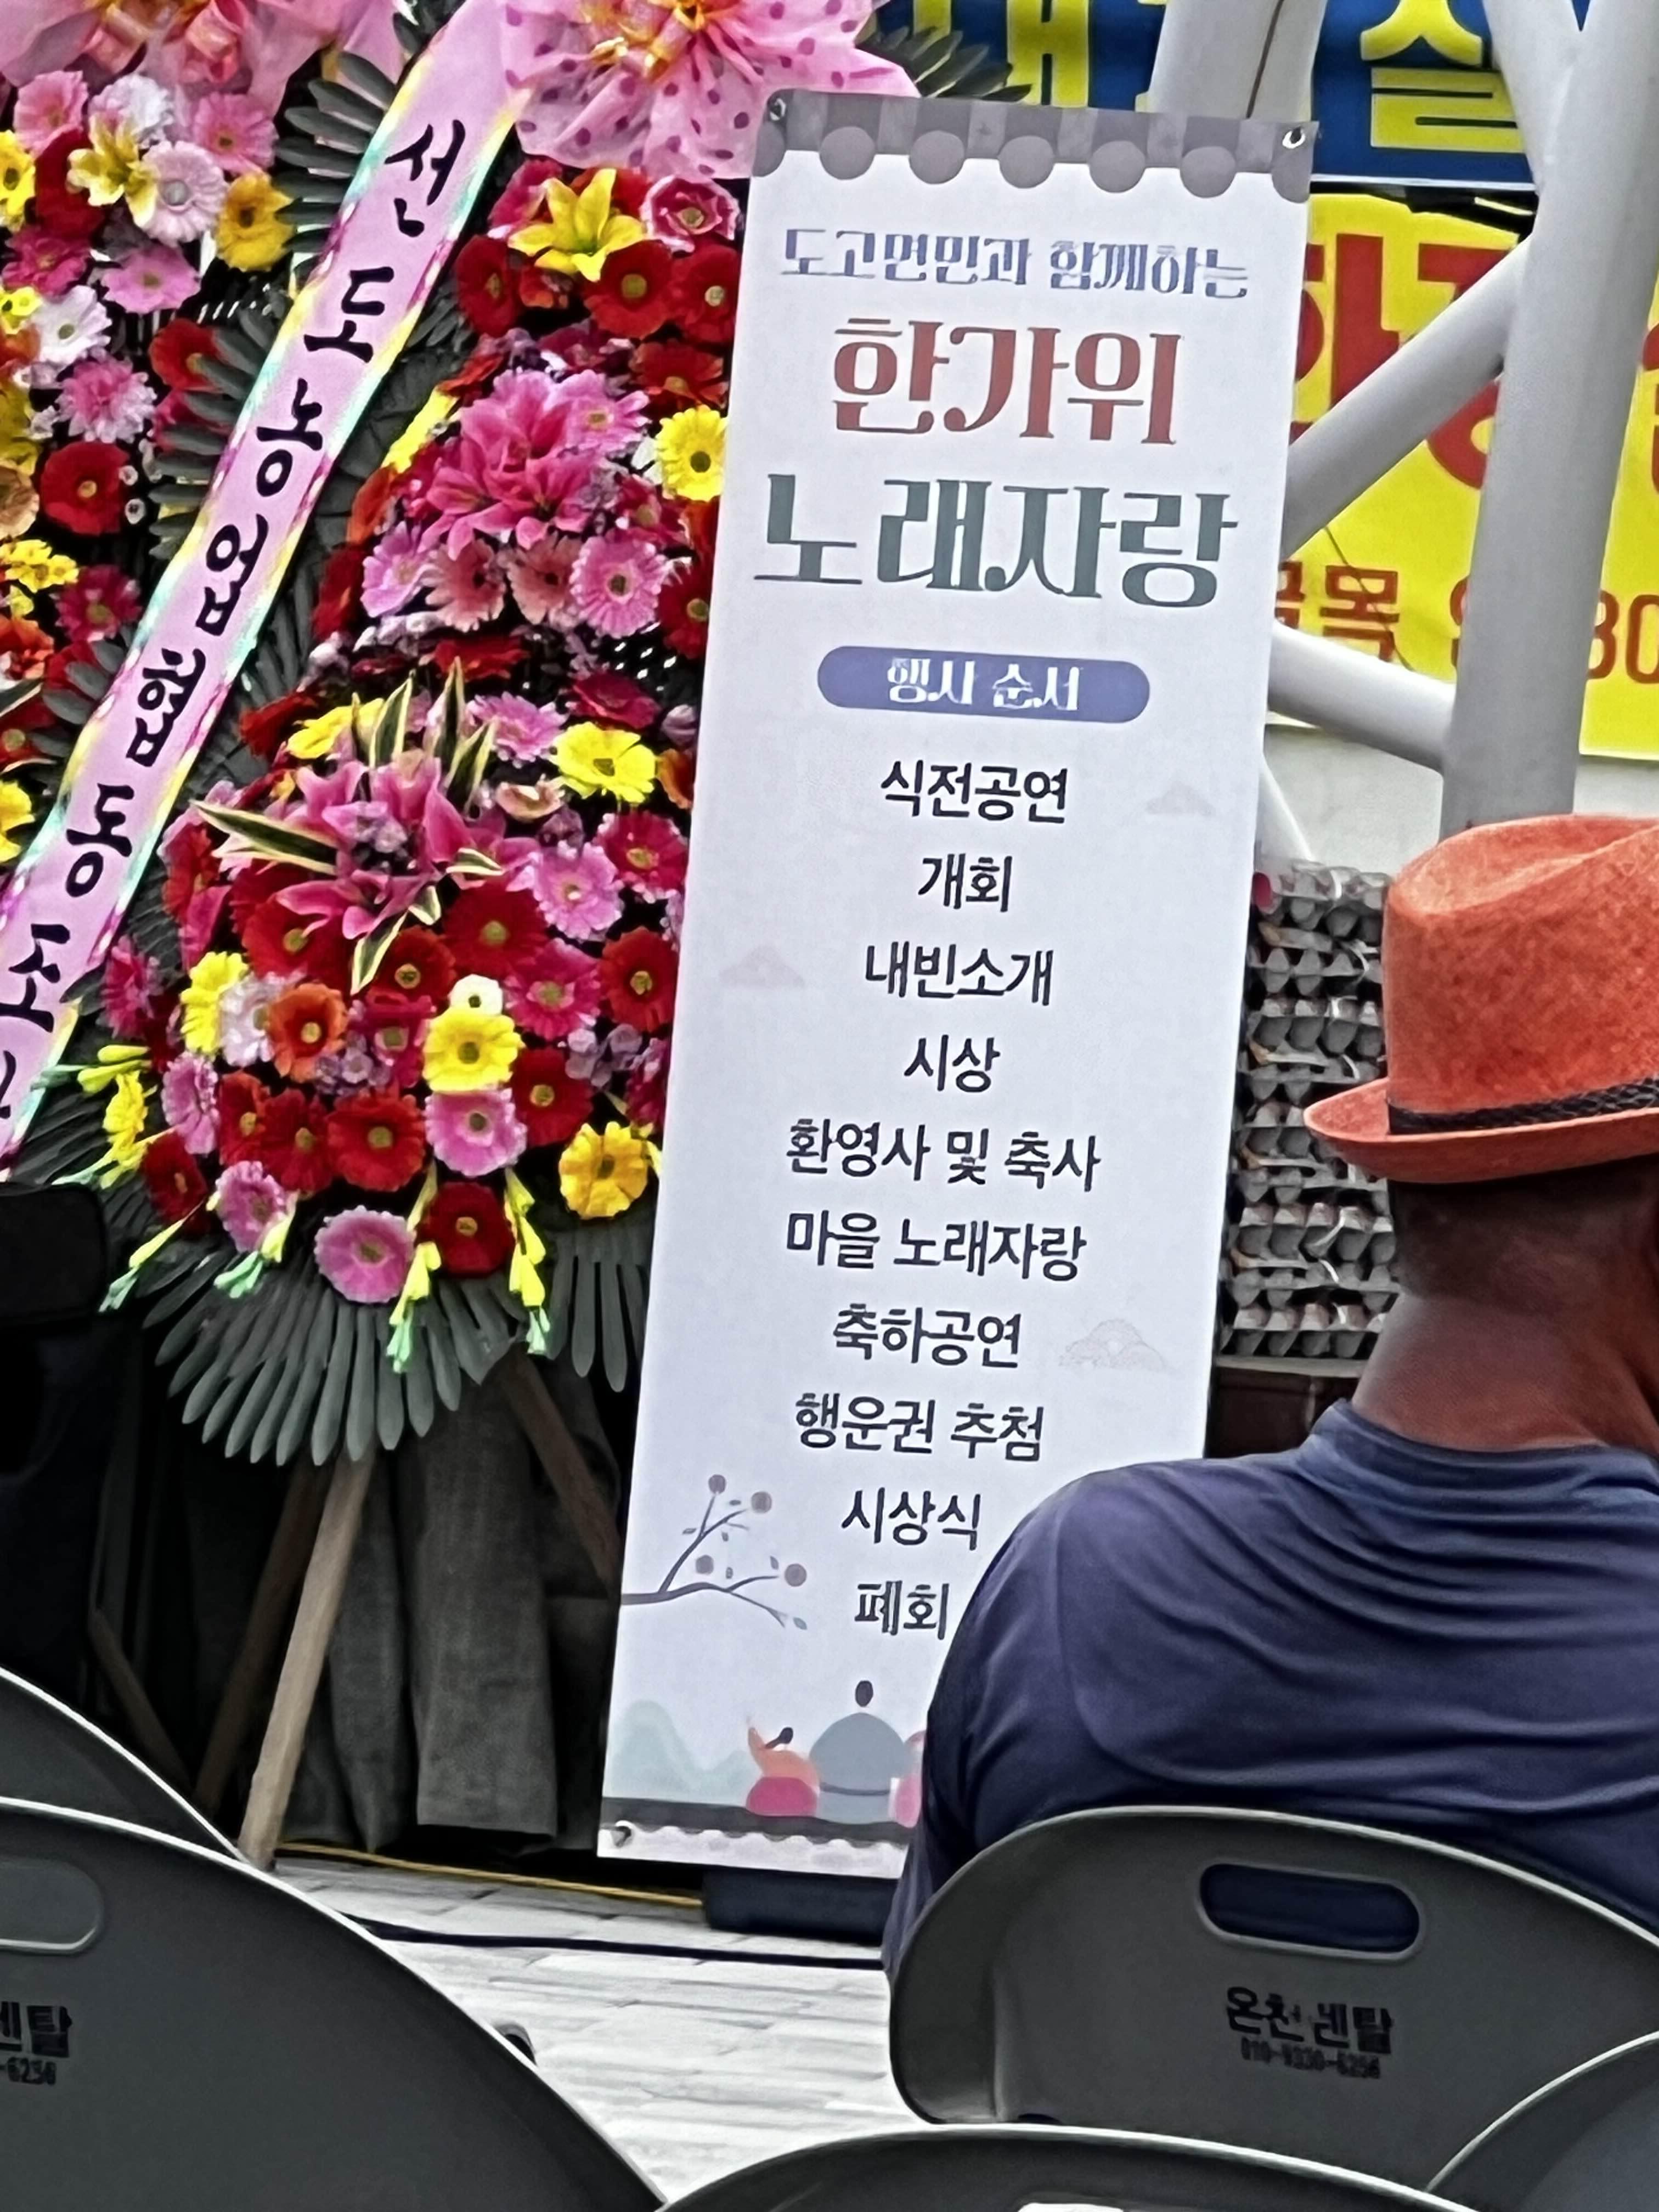 선도농업협동조
도고면민과 함께하는
한가위
노래자랑
행사 순서
식전공연
개회
내빈소개
시상
환영사 및 축사
마을 노래자랑
축하공연
행운권 추첨
시상식
폐회
온천 렌탈
렌탈
-6256